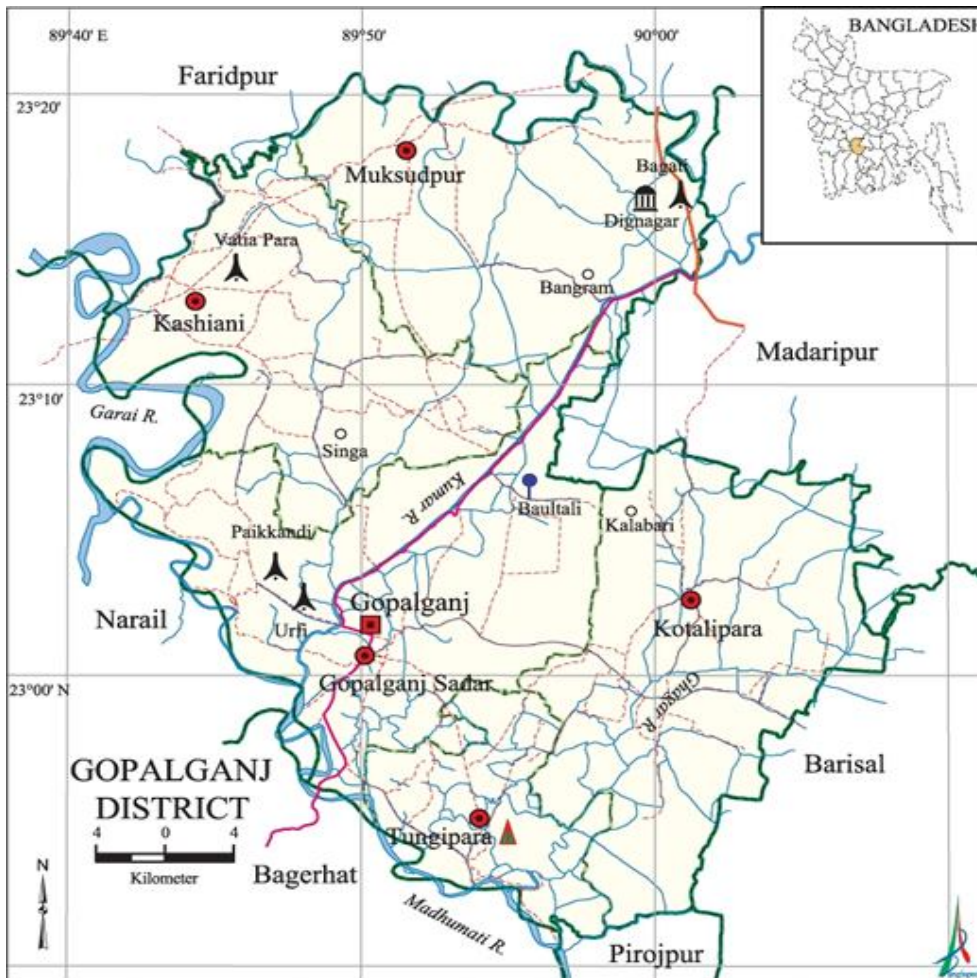 89°40' E
89°50'
90°00'
BANGLADESH
Faridpur
23°20'
Muksudpur
Bagati
Dignagar
Vatia Para
Bangram
Kashiani
Madaripur
23°10'
Garai R.
Singa
Kumar R.
Baultali
Kalabari
Paikkandi
Narail
Gopalganj
Urfi
Kotalipara
Gopalganj Sadar
23°00' N
Ghagar R.
Barisal
GOPALGANJ
DISTRICT
4 0 4
Kilometer
Tungipara
Bagerhat
N
Madhumati R.
Pirojpur